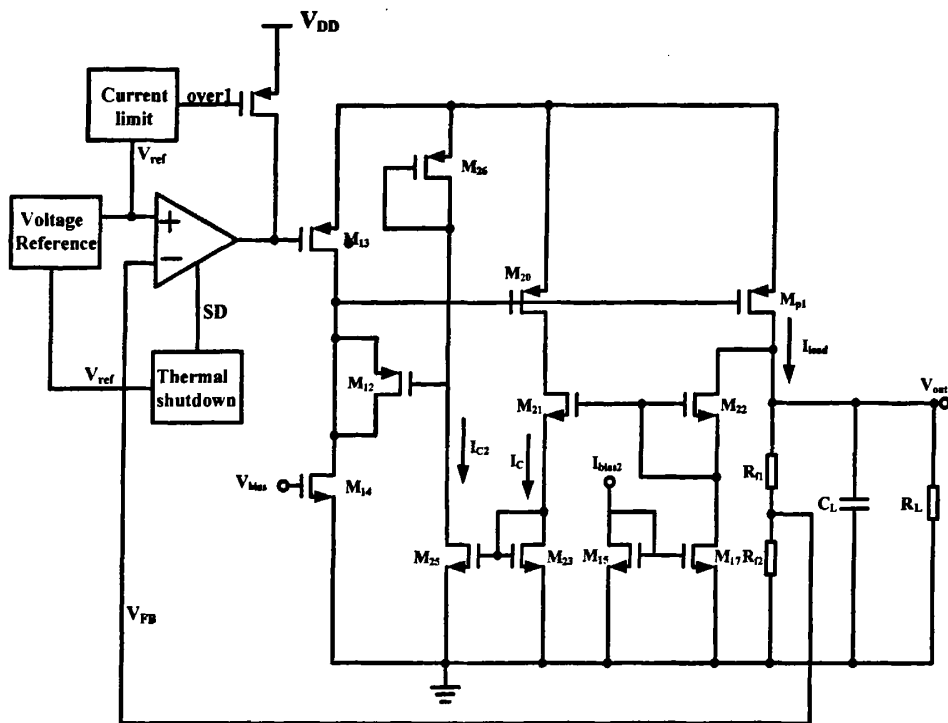 VDD
Current
limit
over1
Vref
Voltage
Reference
+
−
SD
Vref
Thermal
shutdown
M13
M26
M20
Mp1
Iload
Vout
M12
M21
M22
IC2
IC
Ibias2
Rf1
CL
RL
Vbias
M14
M25
M23
M15
M17
Rf2
VFB